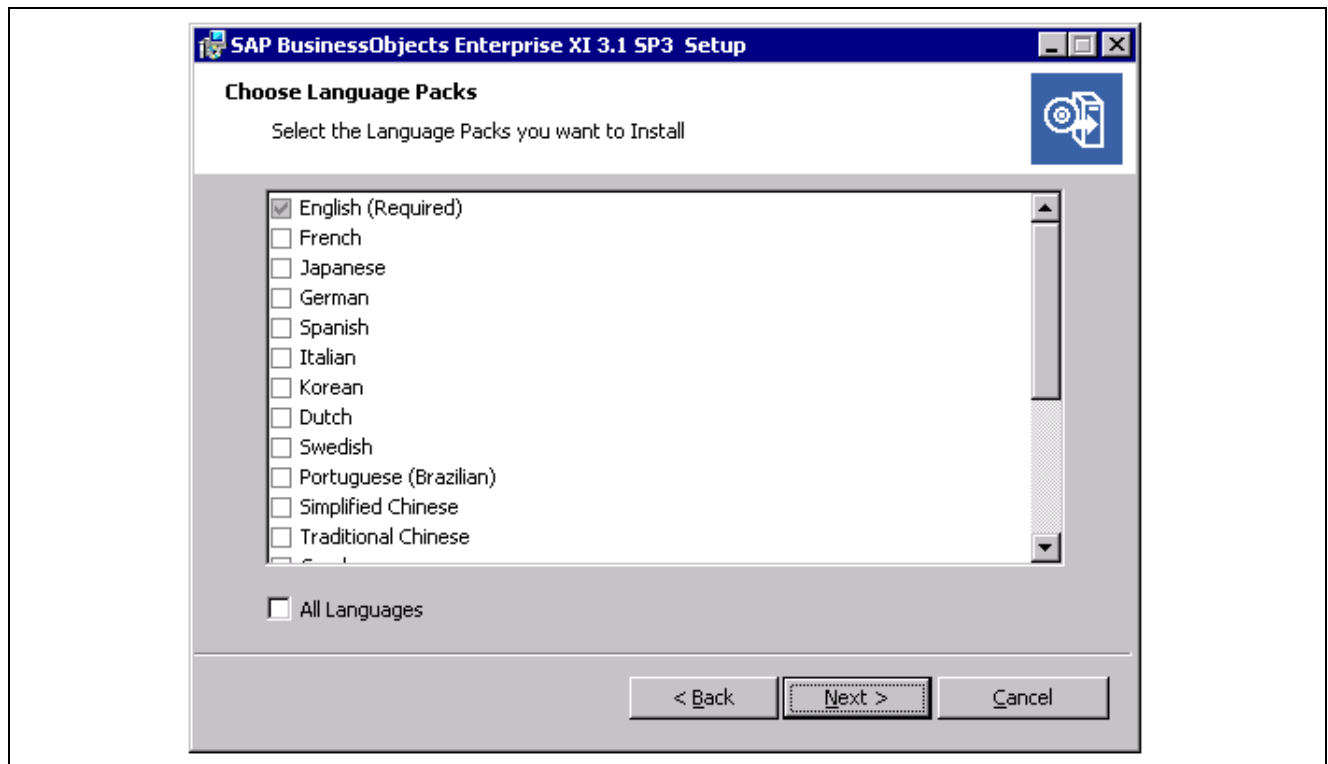 SAP BusinessObjects Enterprise XI 3.1 SP3 Setup
Choose Language Packs
Select the Language Packs you want to Install
English (Required)
French
Japanese
German
Spanish
Italian
Korean
Dutch
Swedish
Portuguese (Brazilian)
Simplified Chinese
Traditional Chinese
All Languages
< Back
Next >
Cancel